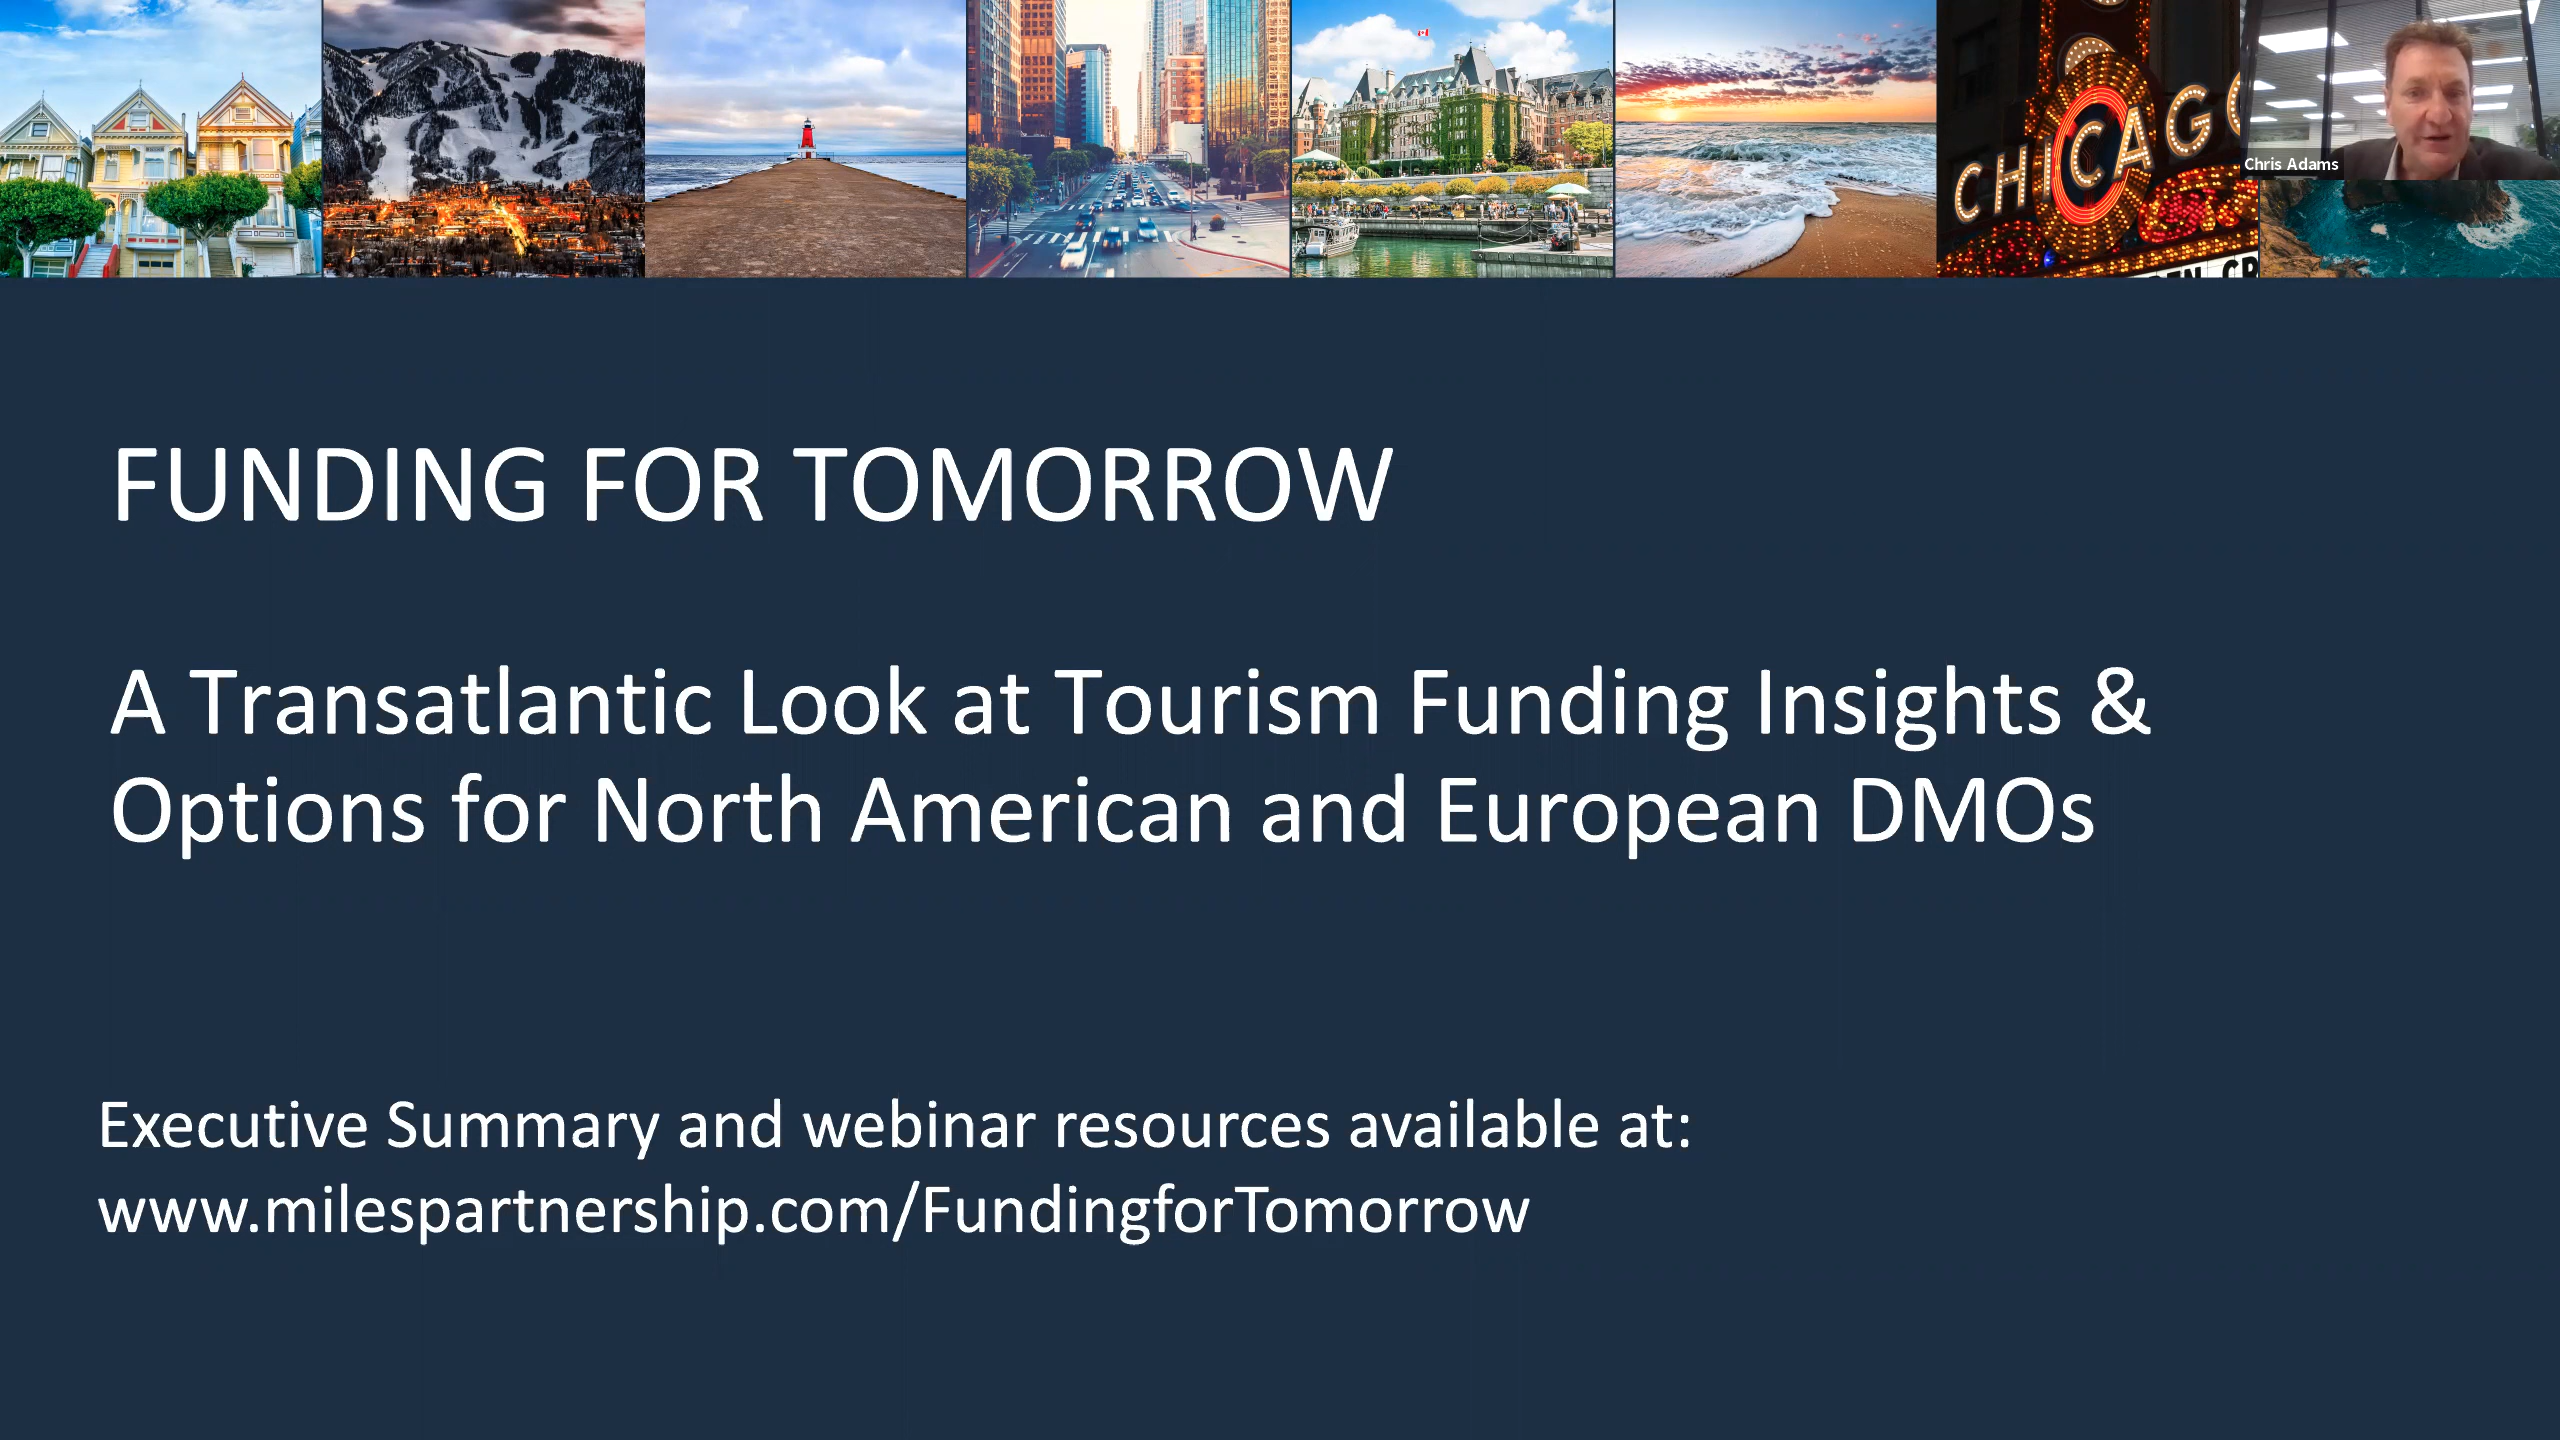 CHICAG
Chris Adams
FUNDING FOR TOMORROW
A Transatlantic Look at Tourism Funding Insights &
Options for North American and European DMOs
Executive Summary and webinar resources available at:
www.milespartnership.com/FundingforTomorrow